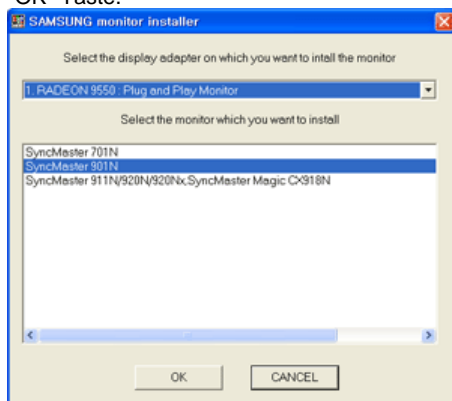 "OK" Taste.
SAMSUNG monitor installer
Select the display adapter on which you want to intall the monitor
1. RADEON 9550 : Plug and Play Monitor
Select the monitor which you want to install
SyncMaster 701N
SyncMaster 901N
SyncMaster 911N/920N/920Nx,SyncMaster Magic CX918N
OK
CANCEL